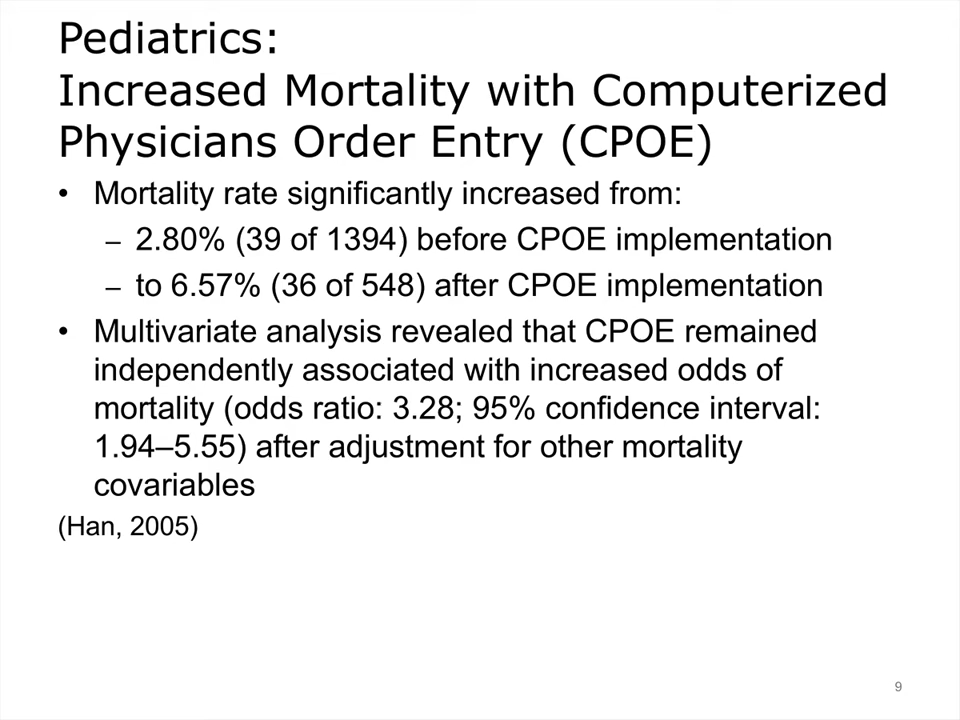 Pediatrics:
Increased Mortality with Computerized
Physicians Order Entry (CPOE)
• Mortality rate significantly increased from:
– 2.80% (39 of 1394) before CPOE implementation
– to 6.57% (36 of 548) after CPOE implementation
• Multivariate analysis revealed that CPOE remained
independently associated with increased odds of
mortality (odds ratio: 3.28; 95% confidence interval:
1.94–5.55) after adjustment for other mortality
covariables
(Han, 2005)
9